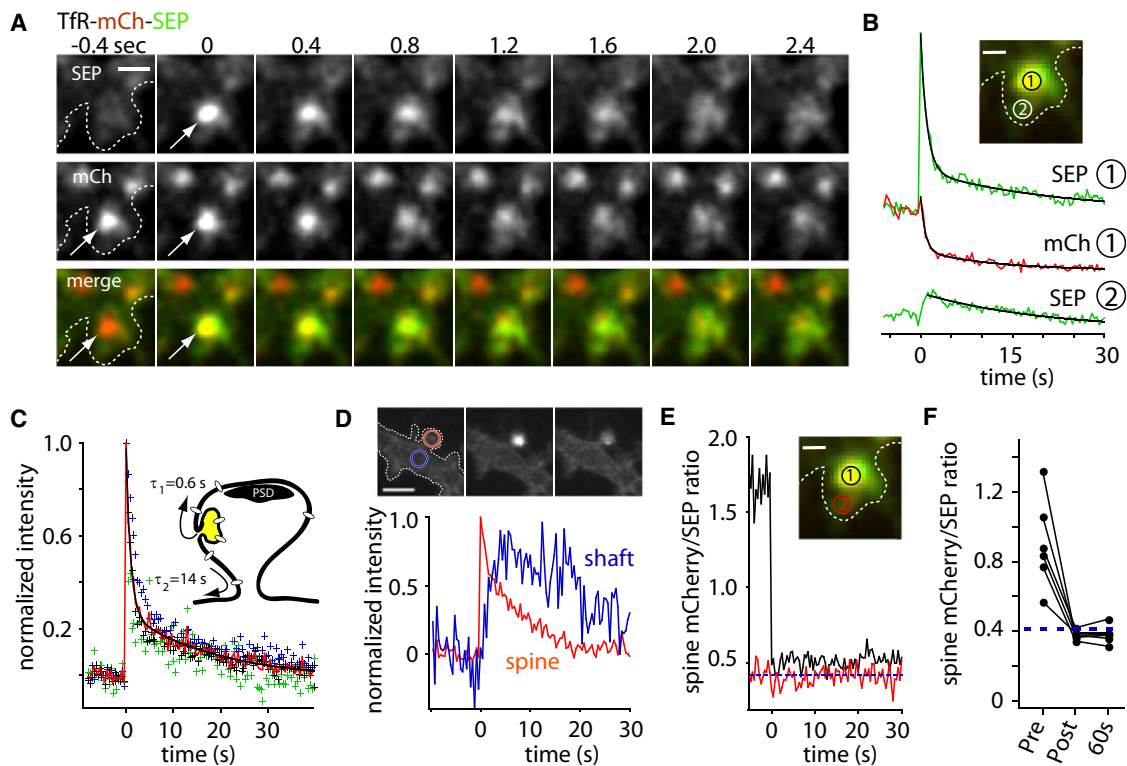 A
TfR-mCh-SEP
-0.4 sec 0 0.4 0.8 1.2 1.6 2.0 2.4
SEP
mCh
merge
B
1
2
SEP 1
mCh 1
SEP 2
0 15 30
time (s)
C
normalized intensity
1.0
0.6
0.2
τ1=0.6 s
PSD
τ2=14 s
0 10 20 30
time (s)
D
normalized intensity
1.0
0.5
0
shaft
spine
0 10 20 30
time (s)
E
spine mCherry/SEP ratio
2.0
1.5
1.0
0.5
1
2
0 10 20 30
time (s)
F
spine mCherry/SEP ratio
1.2
0.8
0.4
0
Pre
Post
60s